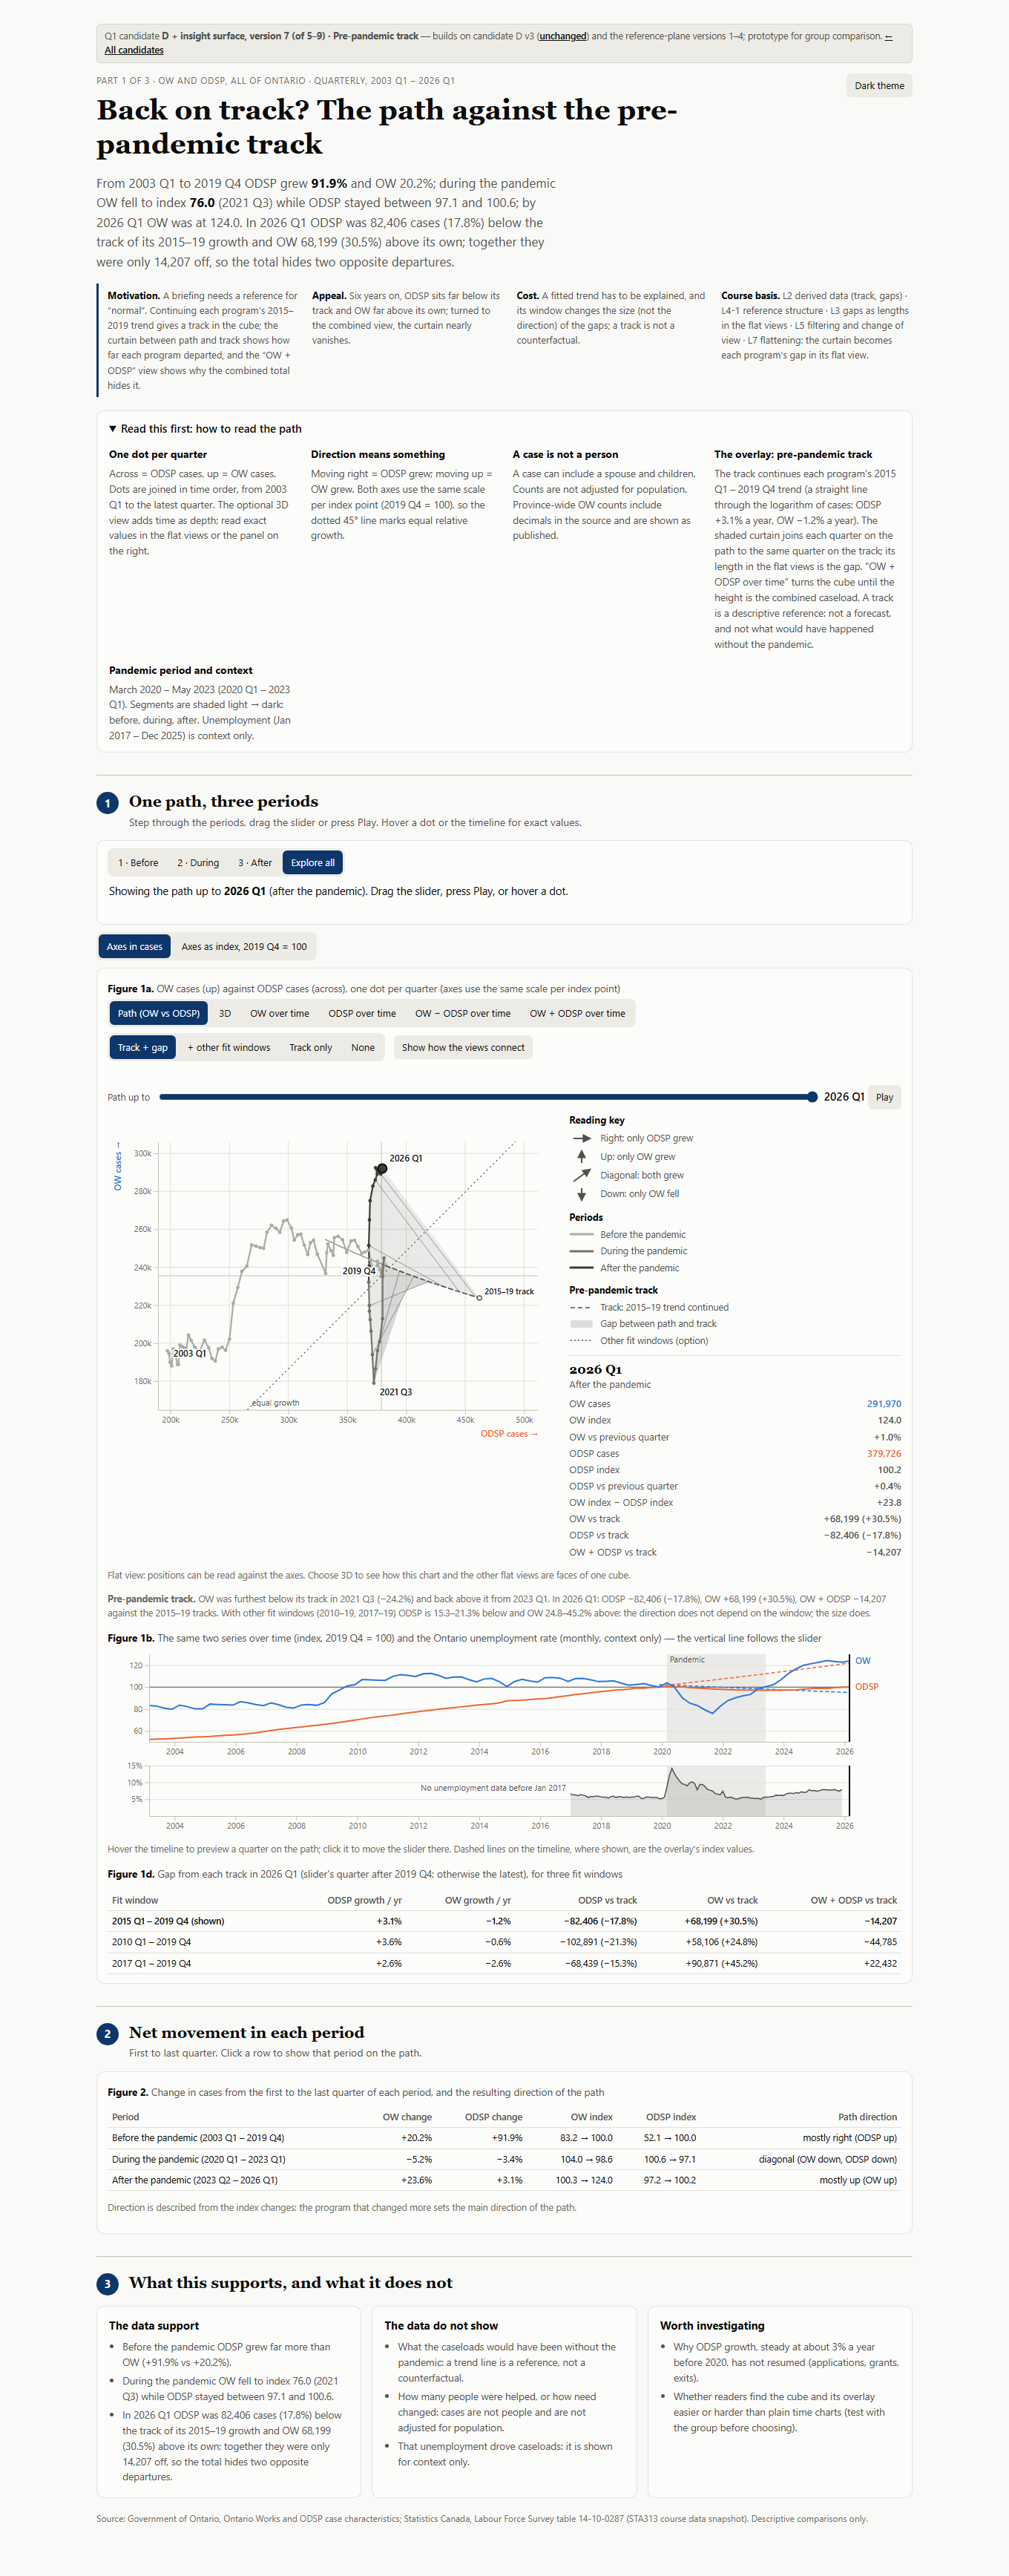 Q1 candidate D + insight surface, version 7 (of 5–9) · Pre-pandemic track — builds on candidate D v3 (unchanged) and the reference-plane versions 1–4; prototype for group comparison. ←
All candidates
PART 1 OF 3 · OW AND ODSP, ALL OF ONTARIO · QUARTERLY, 2003 Q1 – 2026 Q1
Dark theme
Back on track? The path against the pre-
pandemic track
From 2003 Q1 to 2019 Q4 ODSP grew 91.9% and OW 20.2%; during the pandemic
OW fell to index 76.0 (2021 Q3) while ODSP stayed between 97.1 and 100.6; by
2026 Q1 OW was at 124.0. In 2026 Q1 ODSP was 82,406 cases (17.8%) below the
track of its 2015–19 growth and OW 68,199 (30.5%) above its own; together they
were only 14,207 off, so the total hides two opposite departures.
Motivation. A briefing needs a reference for
"normal". Continuing each program's 2015–
2019 trend gives a track in the cube; the
curtain between path and track shows how
far each program departed, and the "OW +
ODSP" view shows why the combined total
hides it.
Appeal. Six years on, ODSP sits far below its
track and OW far above its own; turned to
the combined view, the curtain nearly
vanishes.
Cost. A fitted trend has to be explained, and
its window changes the size (not the
direction) of the gaps; a track is not a
counterfactual.
Course basis. L2 derived data (track, gaps) ·
L4-1 reference structure · L3 gaps as lengths
in the flat views · L5 filtering and change of
view · L7 flattening: the curtain becomes
each program's gap in its flat view.
▼ Read this first: how to read the path
One dot per quarter
Across = ODSP cases, up = OW cases.
Dots are joined in time order, from 2003
Q1 to the latest quarter. The optional 3D
view adds time as depth; read exact
values in the flat views or the panel on
the right.
Direction means something
Moving right = ODSP grew; moving up =
OW grew. Both axes use the same scale
per index point (2019 Q4 = 100), so the
dotted 45° line marks equal relative
growth.
A case is not a person
A case can include a spouse and children.
Counts are not adjusted for population.
Province-wide OW counts include
decimals in the source and are shown as
published.
The overlay: pre-pandemic track
The track continues each program's 2015
Q1 – 2019 Q4 trend (a straight line
through the logarithm of cases: ODSP
+3.1% a year, OW −1.2% a year). The
shaded curtain joins each quarter on the
path to the same quarter on the track; its
length in the flat views is the gap. "OW +
ODSP over time" turns the cube until the
height is the combined caseload. A track
is a descriptive reference: not a forecast,
and not what would have happened
without the pandemic.
Pandemic period and context
March 2020 – May 2023 (2020 Q1 – 2023
Q1). Segments are shaded light → dark:
before, during, after. Unemployment (Jan
2017 – Dec 2025) is context only.
1 One path, three periods
Step through the periods, drag the slider or press Play. Hover a dot or the timeline for exact values.
1 · Before 2 · During 3 · After Explore all
Showing the path up to 2026 Q1 (after the pandemic). Drag the slider, press Play, or hover a dot.
Axes in cases Axes as index, 2019 Q4 = 100
Figure 1a. OW cases (up) against ODSP cases (across), one dot per quarter (axes use the same scale per index point)
Path (OW vs ODSP) 3D OW over time ODSP over time OW − ODSP over time OW + ODSP over time
Track + gap + other fit windows Track only None Show how the views connect
Path up to 2026 Q1 Play
OW cases →
300k
280k
260k
240k
220k
200k
180k
2026 Q1
2019 Q4
2015–19 track
2003 Q1
2021 Q3
equal growth
200k 250k 300k 350k 400k 450k 500k
ODSP cases →
Reading key
Right: only ODSP grew
Up: only OW grew
Diagonal: both grew
Down: only OW fell
Periods
Before the pandemic
During the pandemic
After the pandemic
Pre-pandemic track
Track: 2015–19 trend continued
Gap between path and track
Other fit windows (option)
2026 Q1
After the pandemic
OW cases 291,970
OW index 124.0
OW vs previous quarter +1.0%
ODSP cases 379,726
ODSP index 100.2
ODSP vs previous quarter +0.4%
OW index − ODSP index +23.8
OW vs track +68,199 (+30.5%)
ODSP vs track −82,406 (−17.8%)
OW + ODSP vs track −14,207
Flat view: positions can be read against the axes. Choose 3D to see how this chart and the other flat views are faces of one cube.
Pre-pandemic track. OW was furthest below its track in 2021 Q3 (−24.2%) and back above it from 2023 Q1. In 2026 Q1: ODSP −82,406 (−17.8%), OW +68,199 (+30.5%), OW + ODSP −14,207
against the 2015–19 tracks. With other fit windows (2010–19, 2017–19) ODSP is 15.3–21.3% below and OW 24.8–45.2% above: the direction does not depend on the window; the size does.
Figure 1b. The same two series over time (index, 2019 Q4 = 100) and the Ontario unemployment rate (monthly, context only) — the vertical line follows the slider
120
100
80
60
Pandemic
OW
ODSP
2004 2006 2008 2010 2012 2014 2016 2018 2020 2022 2024 2026
15%
10%
5%
No unemployment data before Jan 2017
2004 2006 2008 2010 2012 2014 2016 2018 2020 2022 2024 2026
Hover the timeline to preview a quarter on the path; click it to move the slider there. Dashed lines on the timeline, where shown, are the overlay's index values.
Figure 1d. Gap from each track in 2026 Q1 (slider's quarter after 2019 Q4; otherwise the latest), for three fit windows
Fit window ODSP growth / yr OW growth / yr ODSP vs track OW vs track OW + ODSP vs track
2015 Q1 – 2019 Q4 (shown) +3.1% −1.2% −82,406 (−17.8%) +68,199 (+30.5%) −14,207
2010 Q1 – 2019 Q4 +3.6% −0.6% −102,891 (−21.3%) +58,106 (+24.8%) −44,785
2017 Q1 – 2019 Q4 +2.6% −2.6% −68,439 (−15.3%) +90,871 (+45.2%) +22,432
2 Net movement in each period
First to last quarter. Click a row to show that period on the path.
Figure 2. Change in cases from the first to the last quarter of each period, and the resulting direction of the path
Period OW change ODSP change OW index ODSP index Path direction
Before the pandemic (2003 Q1 – 2019 Q4) +20.2% +91.9% 83.2 → 100.0 52.1 → 100.0 mostly right (ODSP up)
During the pandemic (2020 Q1 – 2023 Q1) −5.2% −3.4% 104.0 → 98.6 100.6 → 97.1 diagonal (OW down, ODSP down)
After the pandemic (2023 Q2 – 2026 Q1) +23.6% +3.1% 100.3 → 124.0 97.2 → 100.2 mostly up (OW up)
Direction is described from the index changes: the program that changed more sets the main direction of the path.
3 What this supports, and what it does not
The data support
• Before the pandemic ODSP grew far more than
OW (+91.9% vs +20.2%).
• During the pandemic OW fell to index 76.0 (2021
Q3) while ODSP stayed between 97.1 and 100.6.
• In 2026 Q1 ODSP was 82,406 cases (17.8%) below
the track of its 2015–19 growth and OW 68,199
(30.5%) above its own; together they were only
14,207 off, so the total hides two opposite
departures.
The data do not show
• What the caseloads would have been without the
pandemic: a trend line is a reference, not a
counterfactual.
• How many people were helped, or how need
changed: cases are not people and are not
adjusted for population.
• That unemployment drove caseloads: it is shown
for context only.
Worth investigating
• Why ODSP growth, steady at about 3% a year
before 2020, has not resumed (applications, grants,
exits).
• Whether readers find the cube and its overlay
easier or harder than plain time charts (test with
the group before choosing).
Source: Government of Ontario, Ontario Works and ODSP case characteristics; Statistics Canada, Labour Force Survey table 14-10-0287 (STA313 course data snapshot). Descriptive comparisons only.